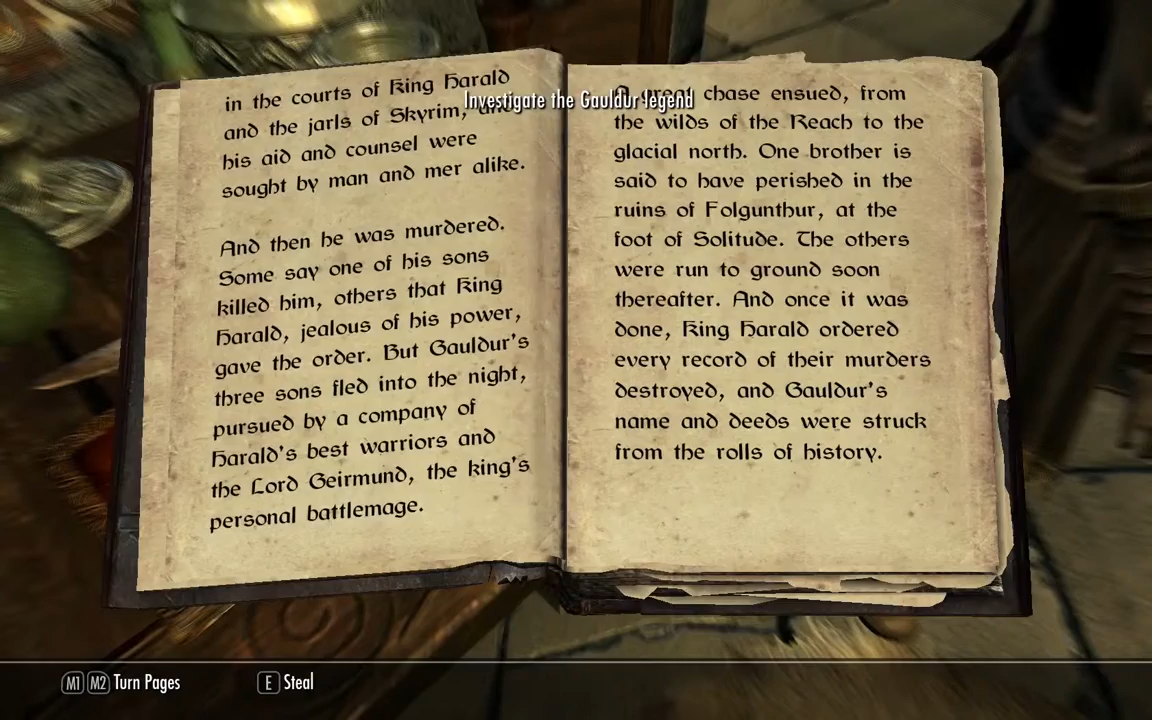 in the courts of King Harald
and the jarls of Skyrim, and
his aid and counsel were
sought by man and mer alike.
And then he was murdered.
Some say one of his sons
killed him, others that King
Harald, jealous of his power,
gave the order. But Gauldur's
three sons fled into the night,
pursued by a company of
Harald's best warriors and
the Lord Geirmund, the king's
personal battlemage.
Investigate the Gauldur legend
A great chase ensued, from
the wilds of the Reach to the
glacial north. One brother is
said to have perished in the
ruins of Folgunthur, at the
foot of Solitude. The others
were run to ground soon
thereafter. And once it was
done, King Harald ordered
every record of their murders
destroyed, and Gauldur's
name and deeds were struck
from the rolls of history.
M1 M2 Turn Pages
E Steal